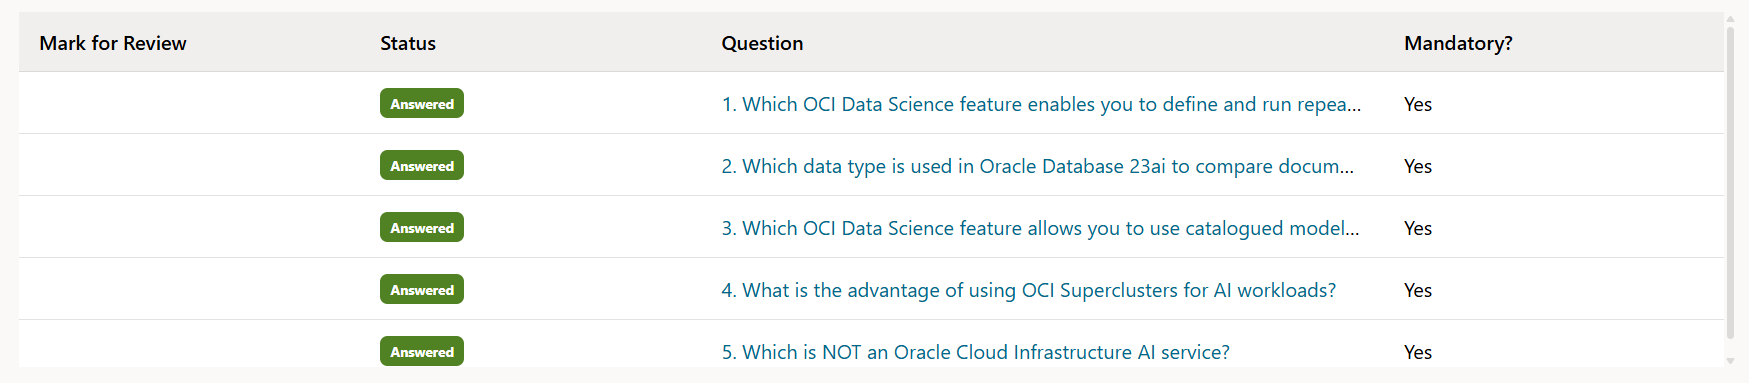 Mark for Review Status Question Mandatory?
Answered 1. Which OCI Data Science feature enables you to define and run repea... Yes
Answered 2. Which data type is used in Oracle Database 23ai to compare docum... Yes
Answered 3. Which OCI Data Science feature allows you to use catalogued model... Yes
Answered 4. What is the advantage of using OCI Superclusters for AI workloads? Yes
Answered 5. Which is NOT an Oracle Cloud Infrastructure AI service? Yes